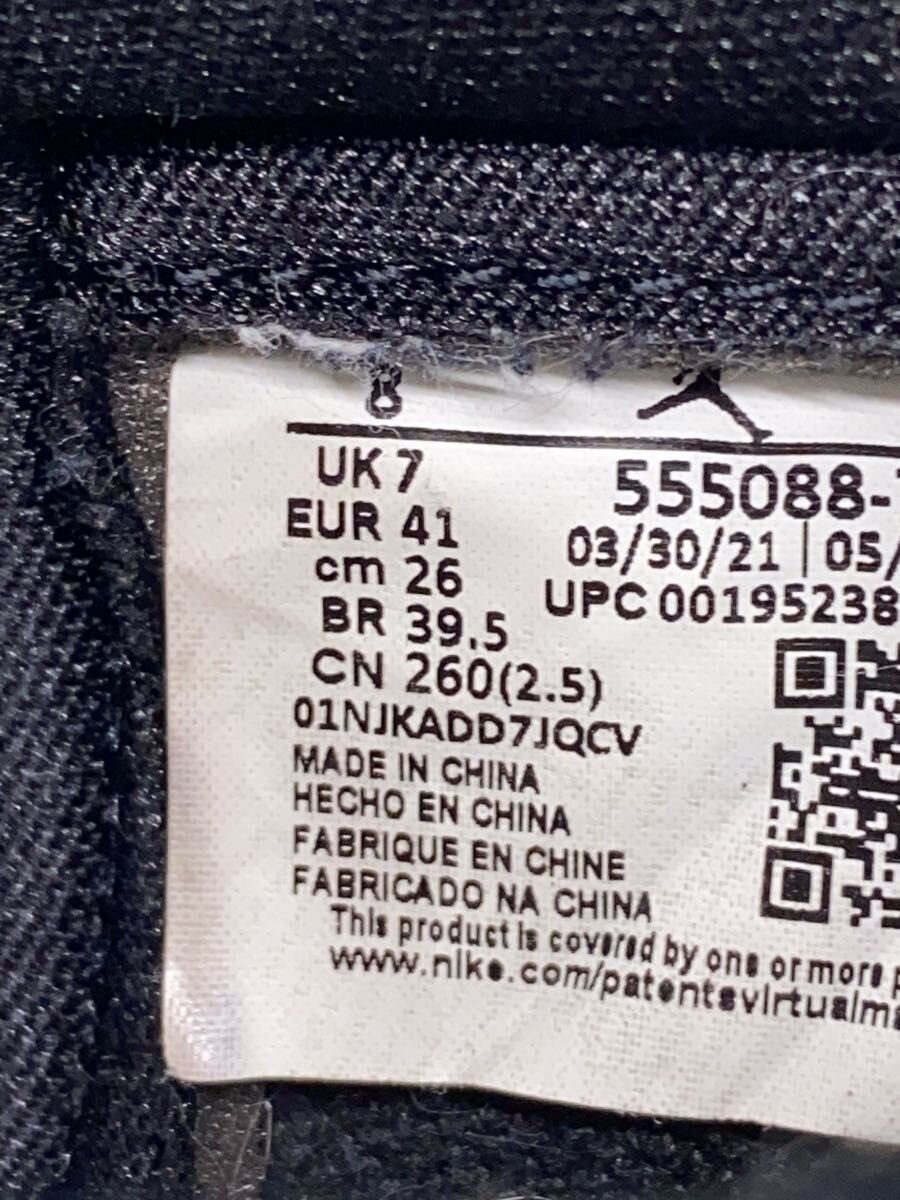 8
UK 7
EUR 41
cm 26
BR 39.5
CN 260(2.5)
01NJKADD7JQCV
MADE IN CHINA
HECHO EN CHINA
FABRIQUE EN CHINE
FABRICADO NA CHINA
555088-
03/30/21 | 05/
UPC 00195238
This product is covered by one or more
www.nike.com/patentsvirtualm